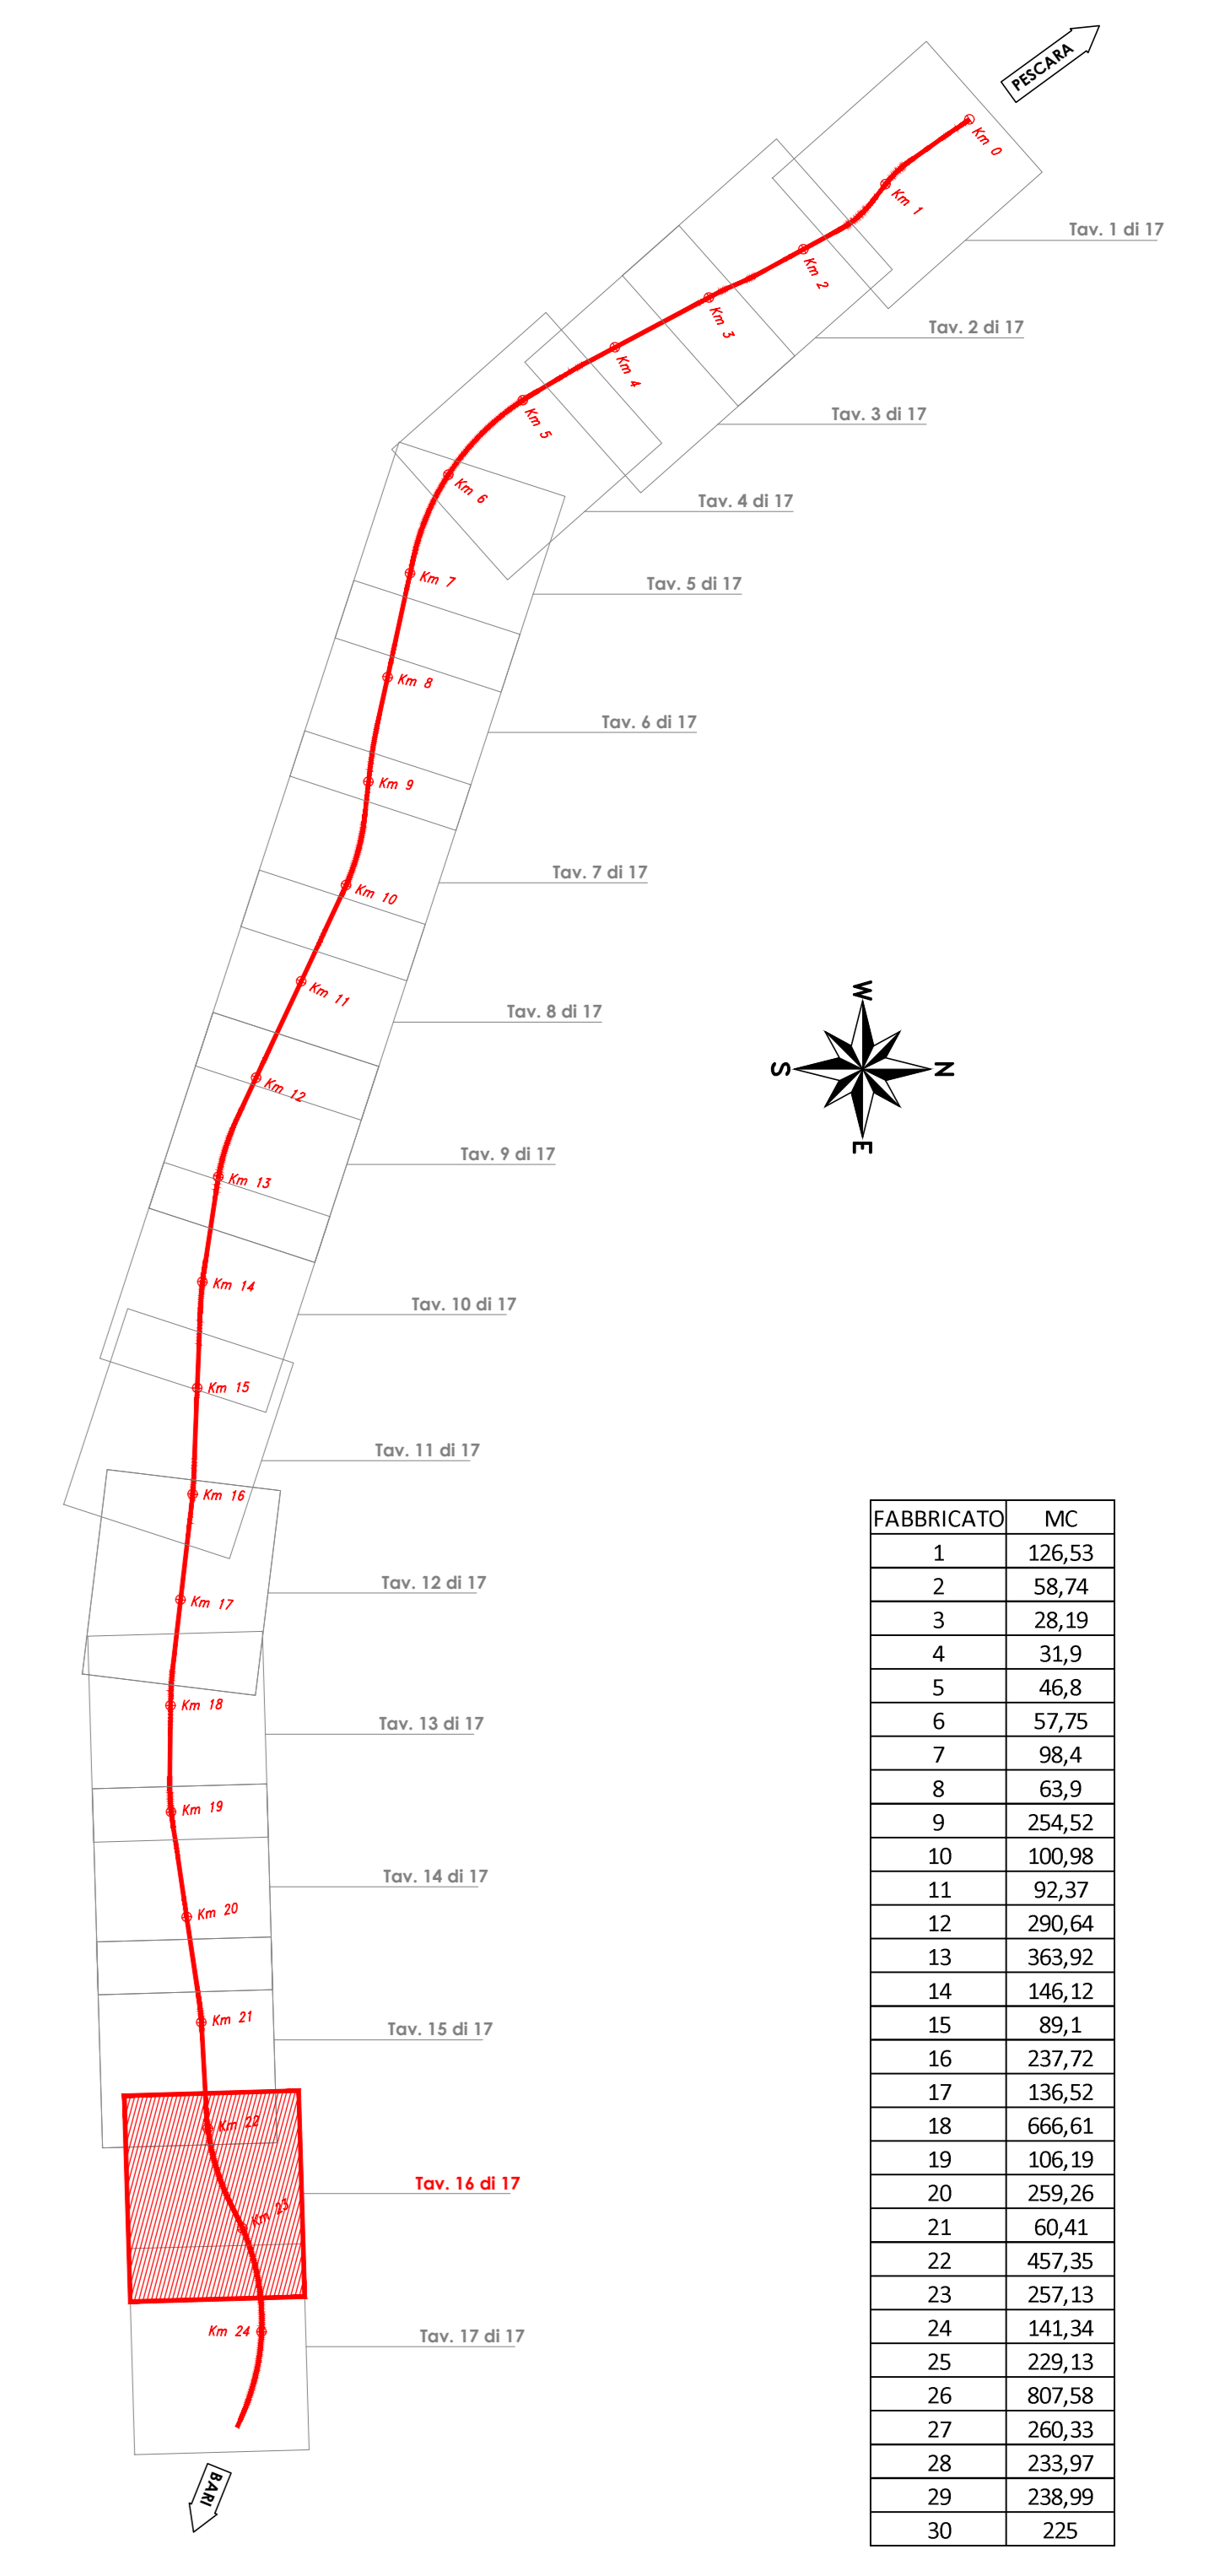 PESCARA
Km 0
Km 1
Tav. 1 di 17
Km 2
Km 3
Tav. 2 di 17
Km 4
Km 5
Tav. 3 di 17
Km 6
Tav. 4 di 17
Km 7
Tav. 5 di 17
Km 8
Tav. 6 di 17
Km 9
Tav. 7 di 17
Km 10
Km 11
Tav. 8 di 17
Km 12
Tav. 9 di 17
Km 13
Km 14
Tav. 10 di 17
Km 15
Tav. 11 di 17
Km 16
Tav. 12 di 17
Km 17
Km 18
Tav. 13 di 17
Km 19
Tav. 14 di 17
Km 20
Km 21
Tav. 15 di 17
Km 22
Tav. 16 di 17
Km 23
Km 24
Tav. 17 di 17
BARI
W
S
N
E
FABBRICATO MC
1 126,53
2 58,74
3 28,19
4 31,9
5 46,8
6 57,75
7 98,4
8 63,9
9 254,52
10 100,98
11 92,37
12 290,64
13 363,92
14 146,12
15 89,1
16 237,72
17 136,52
18 666,61
19 106,19
20 259,26
21 60,41
22 457,35
23 257,13
24 141,34
25 229,13
26 807,58
27 260,33
28 233,97
29 238,99
30 225